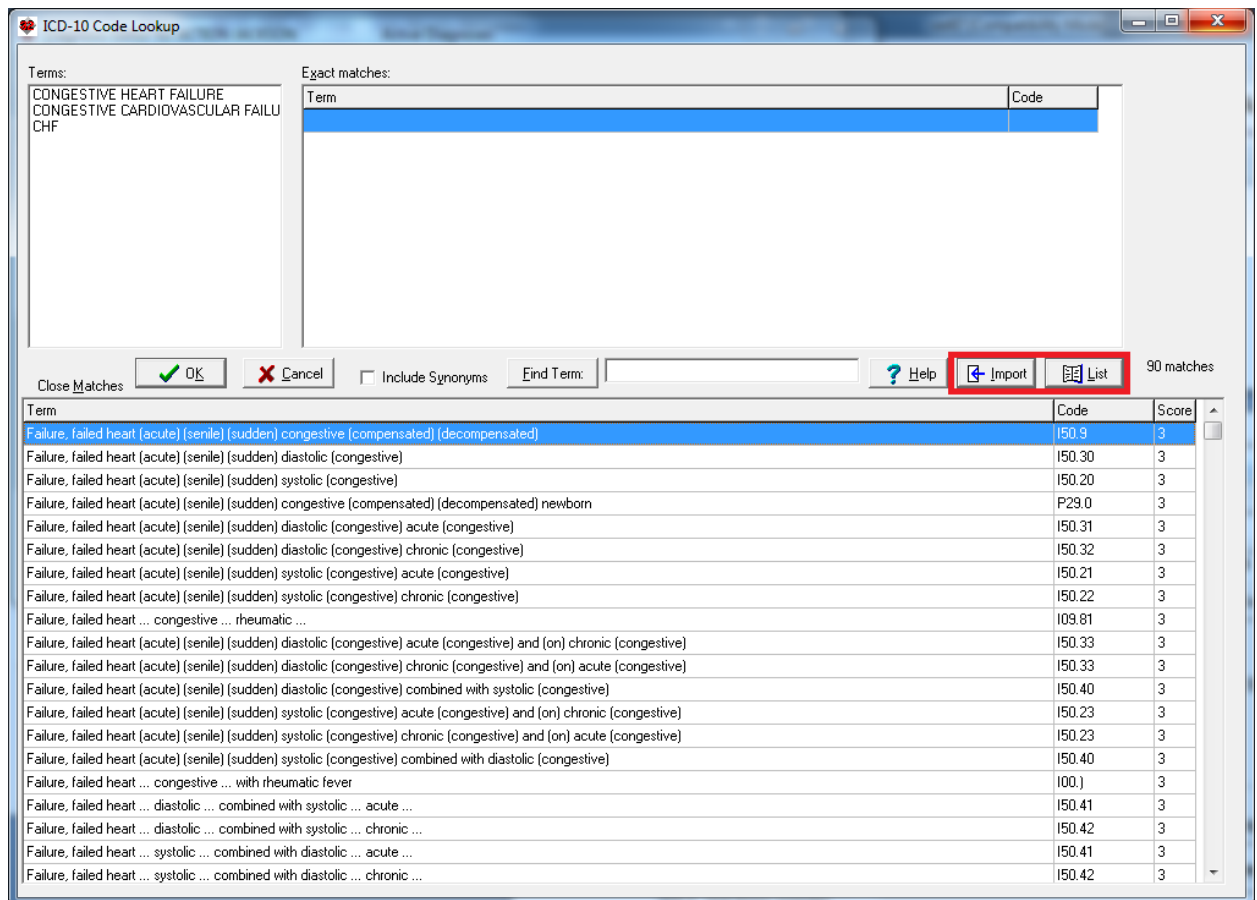 ICD-10 Code Lookup
Terms:
Exact matches:
CONGESTIVE HEART FAILURE
CONGESTIVE CARDIOVASCULAR FAILU
CHF
Term Code
Close Matches
OK
Cancel
Include Synonyms
Find Term:
Help
Import
List
90 matches
Term Code Score
Failure, failed heart (acute) (senile) (sudden) congestive (compensated) (decompensated) I50.9 3
Failure, failed heart (acute) (senile) (sudden) diastolic (congestive) I50.30 3
Failure, failed heart (acute) (senile) (sudden) systolic (congestive) I50.20 3
Failure, failed heart (acute) (senile) (sudden) congestive (compensated) (decompensated) newborn P29.0 3
Failure, failed heart (acute) (senile) (sudden) diastolic (congestive) acute (congestive) I50.31 3
Failure, failed heart (acute) (senile) (sudden) diastolic (congestive) chronic (congestive) I50.32 3
Failure, failed heart (acute) (senile) (sudden) systolic (congestive) acute (congestive) I50.21 3
Failure, failed heart (acute) (senile) (sudden) systolic (congestive) chronic (congestive) I50.22 3
Failure, failed heart ... congestive ... rheumatic ... I09.81 3
Failure, failed heart (acute) (senile) (sudden) diastolic (congestive) acute (congestive) and (on) chronic (congestive) I50.33 3
Failure, failed heart (acute) (senile) (sudden) diastolic (congestive) chronic (congestive) and (on) acute (congestive) I50.33 3
Failure, failed heart (acute) (senile) (sudden) diastolic (congestive) combined with systolic (congestive) I50.40 3
Failure, failed heart (acute) (senile) (sudden) systolic (congestive) acute (congestive) and (on) chronic (congestive) I50.23 3
Failure, failed heart (acute) (senile) (sudden) systolic (congestive) chronic (congestive) and (on) acute (congestive) I50.23 3
Failure, failed heart (acute) (senile) (sudden) systolic (congestive) combined with diastolic (congestive) I50.40 3
Failure, failed heart ... congestive ... with rheumatic fever I00.) 3
Failure, failed heart ... diastolic ... combined with systolic ... acute ... I50.41 3
Failure, failed heart ... diastolic ... combined with systolic ... chronic ... I50.42 3
Failure, failed heart ... systolic ... combined with diastolic ... acute ... I50.41 3
Failure, failed heart ... systolic ... combined with diastolic ... chronic ... I50.42 3